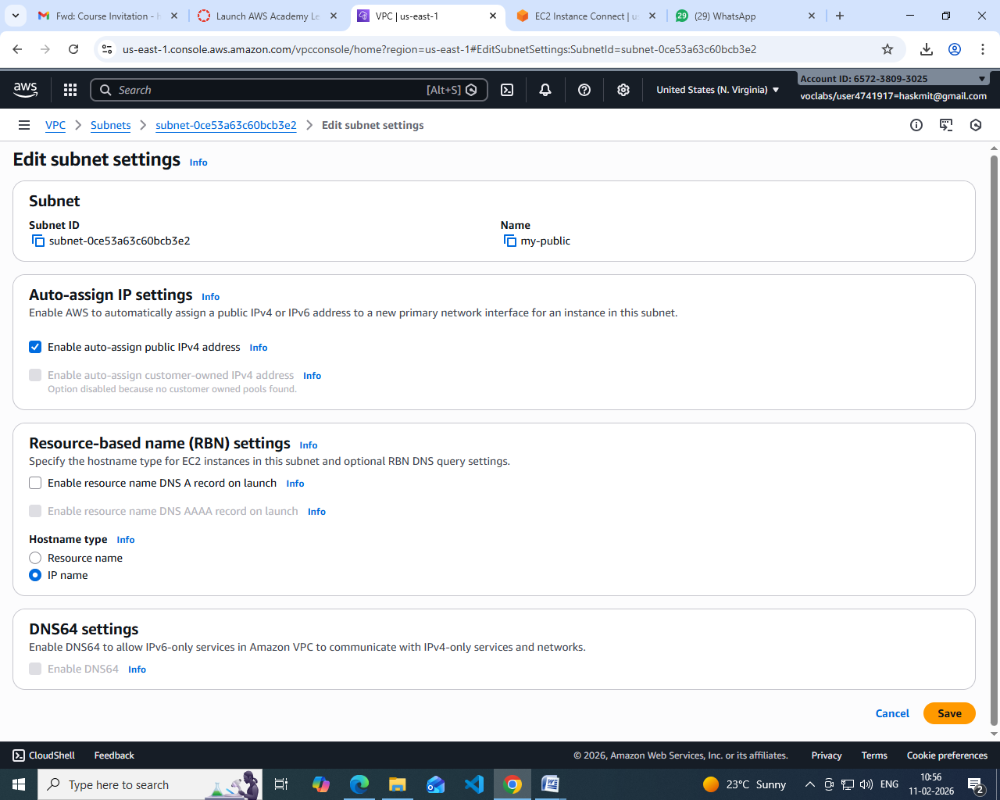 Fwd: Course Invitation - h
Launch AWS Academy Le
VPC | us-east-1
EC2 Instance Connect | us
29
(29) WhatsApp
us-east-1.console.aws.amazon.com/vpcconsole/home?region=us-east-1#EditSubnetSettings:SubnetId=subnet-0ce53a63c60bcb3e2
aws
Search
[Alt+S]
United States (N. Virginia)
Account ID: 6572-3809-3025
voclabs/user4741917=haskmit@gmail.com
VPC
Subnets
subnet-0ce53a63c60bcb3e2
Edit subnet settings
Edit subnet settings Info
Subnet
Subnet ID
subnet-0ce53a63c60bcb3e2
Name
my-public
Auto-assign IP settings Info
Enable AWS to automatically assign a public IPv4 or IPv6 address to a new primary network interface for an instance in this subnet.
Enable auto-assign public IPv4 address Info
Enable auto-assign customer-owned IPv4 address Info
Option disabled because no customer owned pools found.
Resource-based name (RBN) settings Info
Specify the hostname type for EC2 instances in this subnet and optional RBN DNS query settings.
Enable resource name DNS A record on launch Info
Enable resource name DNS AAAA record on launch Info
Hostname type Info
Resource name
IP name
DNS64 settings
Enable DNS64 to allow IPv6-only services in Amazon VPC to communicate with IPv4-only services and networks.
Enable DNS64 Info
Cancel
Save
CloudShell
Feedback
© 2026, Amazon Web Services, Inc. or its affiliates.
Privacy
Terms
Cookie preferences
Type here to search
23°C Sunny
ENG
10:56
11-02-2026
2